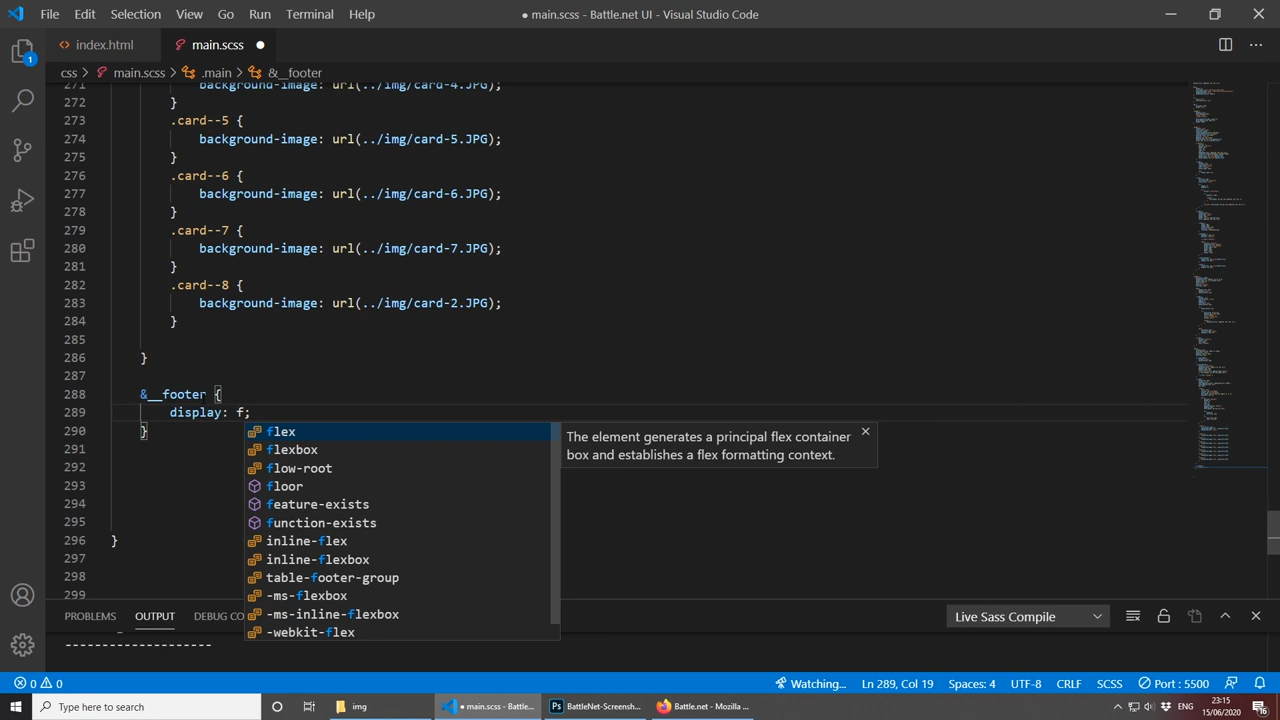 File Edit Selection View Go Run Terminal Help
● main.scss - Battle.net UI - Visual Studio Code
index.html
main.scss
css > main.scss > .main > &__footer
271 background-image: url(../img/card-4.JPG);
272 }
273 .card--5 {
274 background-image: url(../img/card-5.JPG);
275 }
276 .card--6 {
277 background-image: url(../img/card-6.JPG);
278 }
279 .card--7 {
280 background-image: url(../img/card-7.JPG);
281 }
282 .card--8 {
283 background-image: url(../img/card-2.JPG);
284 }
285
286 }
287
288 &__footer {
289 display: f;
290 }
291
292
293
294
295
296 }
297
298
299
flex
flexbox
flow-root
floor
feature-exists
function-exists
inline-flex
inline-flexbox
table-footer-group
-ms-flexbox
-ms-inline-flexbox
-webkit-flex
The element generates a principal flex container
box and establishes a flex formatting context.
1
PROBLEMS OUTPUT DEBUG CO
Live Sass Compile
--------------------
0 0
Watching... Ln 289, Col 19 Spaces: 4 UTF-8 CRLF SCSS Port : 5500
Type here to search
img
● main.scss - Battle...
BattleNet-Screensh...
Battle.net - Mozilla ...
ENG
23:15
15/06/2020